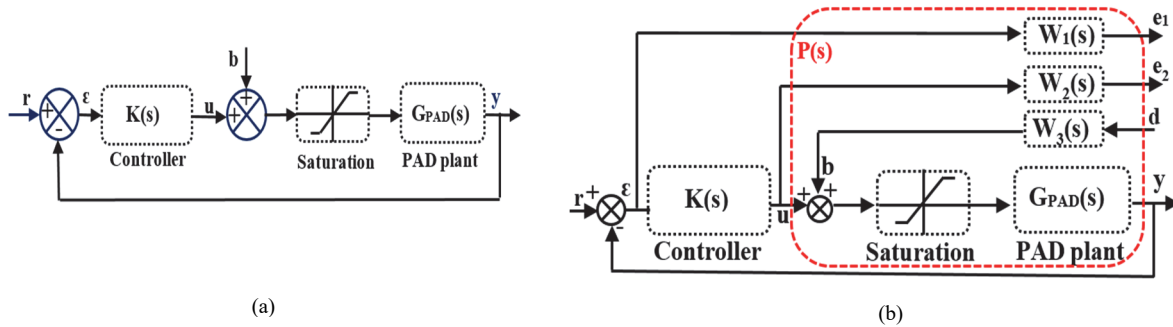 b
r
+
-
ε
K(s)
u
+
+
y
GPAD(s)
Controller
Saturation
PAD plant
(a)
P(s)
W1(s)
e1
W2(s)
e2
W3(s)
d
b
y
r
+
-
ε
K(s)
u
+
+
GPAD(s)
Controller
Saturation
PAD plant
(b)